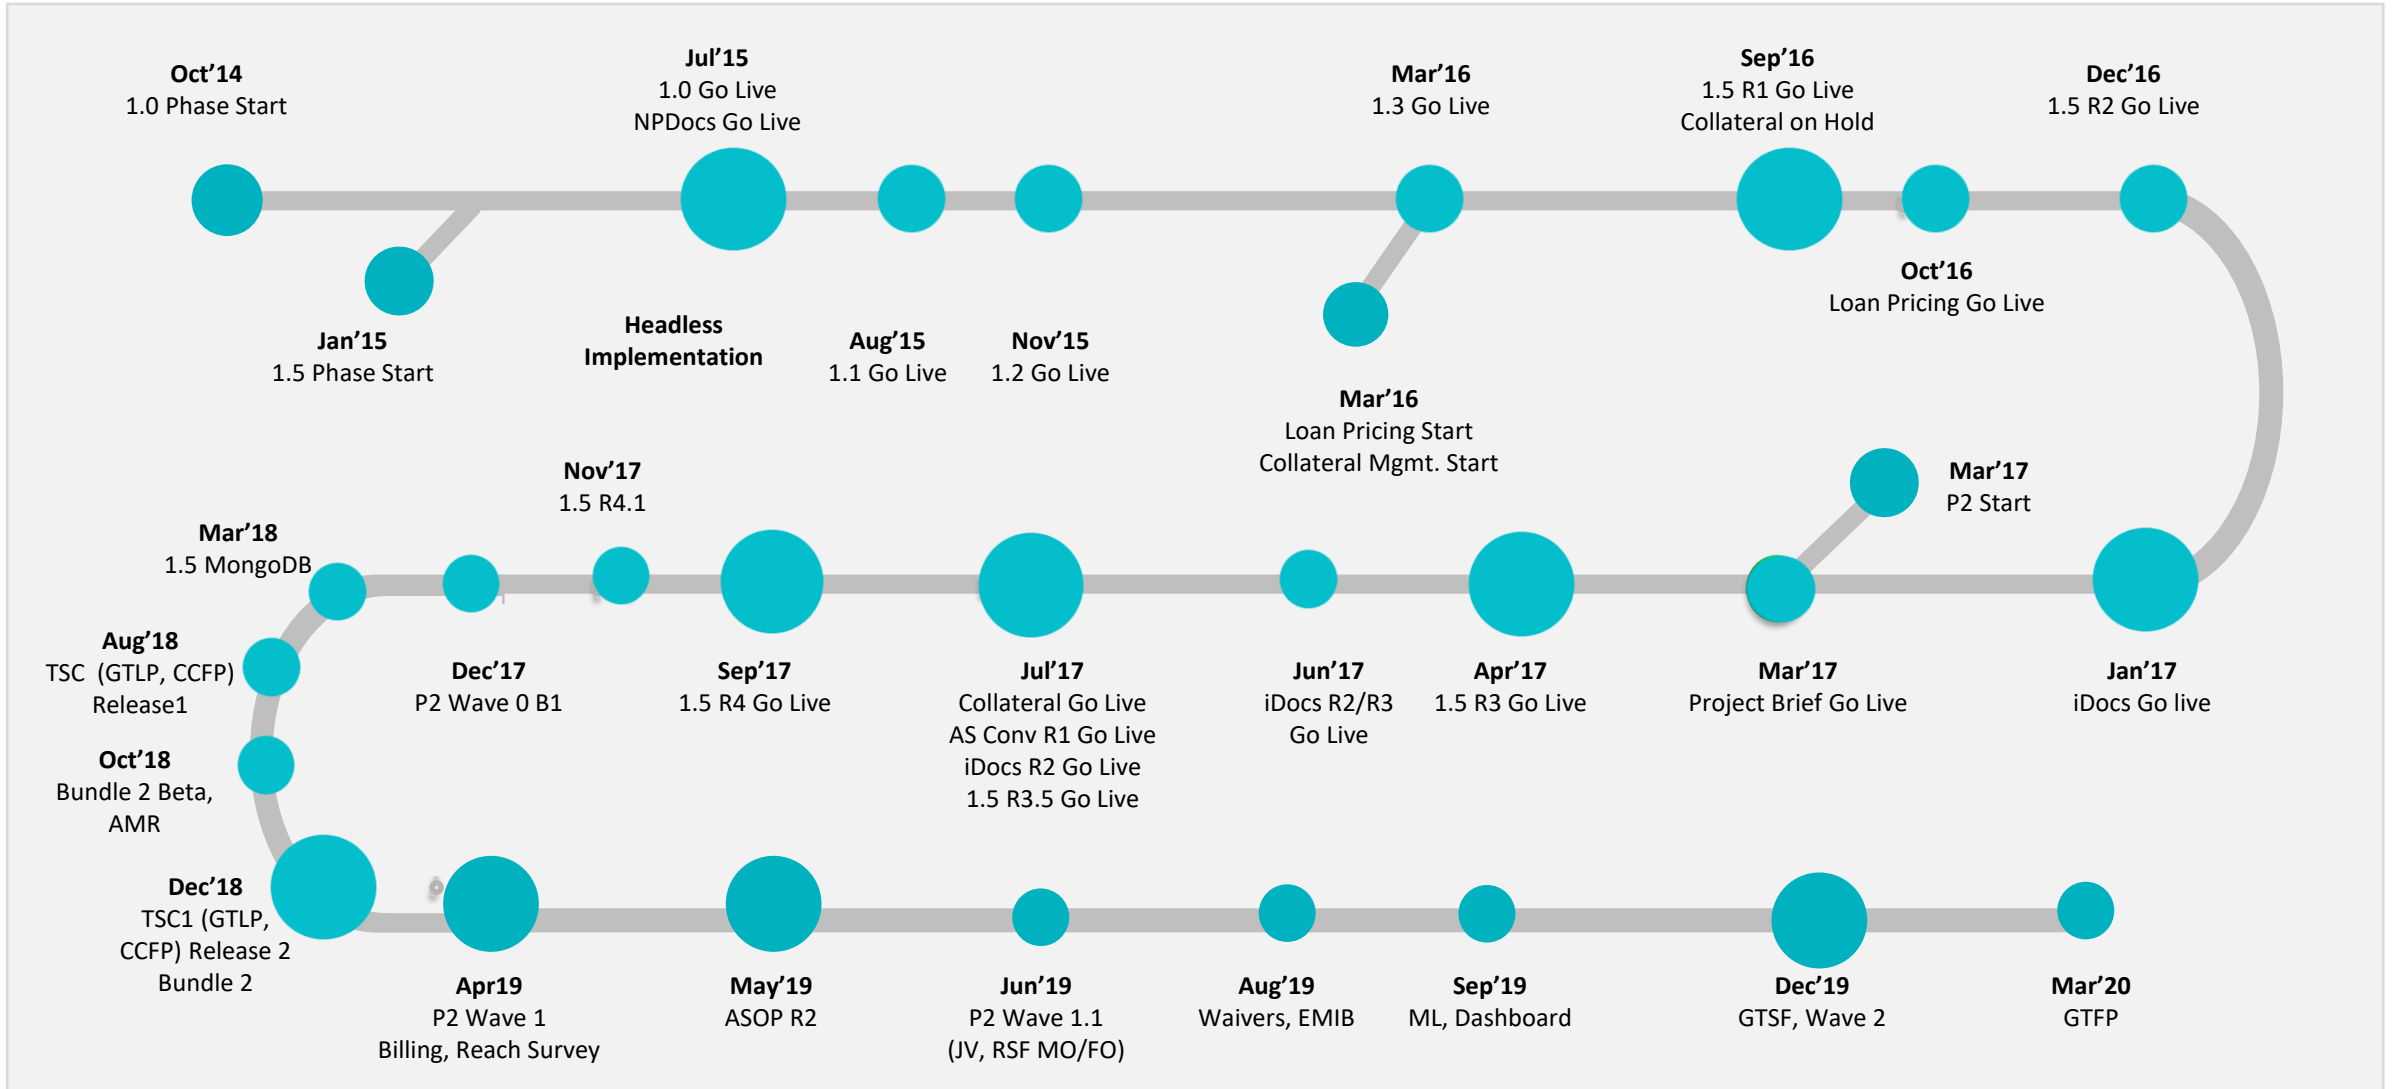 Oct’14
1.0 Phase Start
Jul’15
1.0 Go Live
NPDocs Go Live
Mar’16
1.3 Go Live
Sep’16
1.5 R1 Go Live
Collateral on Hold
Dec’16
1.5 R2 Go Live
Jan’15
1.5 Phase Start
Headless
Implementation
Aug’15
1.1 Go Live
Nov’15
1.2 Go Live
Mar’16
Loan Pricing Start
Collateral Mgmt. Start
Oct’16
Loan Pricing Go Live
Mar’17
P2 Start
Jan’17
iDocs Go live
Mar’17
Project Brief Go Live
Apr’17
1.5 R3 Go Live
Jun’17
iDocs R2/R3
Go Live
Jul’17
Collateral Go Live
AS Conv R1 Go Live
iDocs R2 Go Live
1.5 R3.5 Go Live
Sep’17
1.5 R4 Go Live
Nov’17
1.5 R4.1
Dec’17
P2 Wave 0 B1
Mar’18
1.5 MongoDB
Aug’18
TSC  (GTLP, CCFP)
Release1
Oct’18
Bundle 2 Beta,
AMR
Dec’18
TSC1 (GTLP,
CCFP) Release 2
Bundle 2
Apr19
P2 Wave 1
Billing, Reach Survey
May’19
ASOP R2
Jun’19
P2 Wave 1.1
(JV, RSF MO/FO)
Aug’19
Waivers, EMIB
Sep’19
ML, Dashboard
Dec’19
GTSF, Wave 2
Mar’20
GTFP